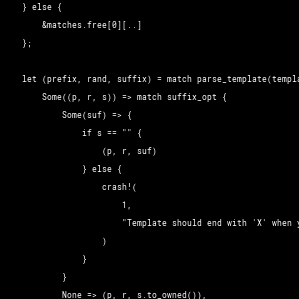 } else {
&matches.free[0][..]
};
let (prefix, rand, suffix) = match parse_template(templa
Some((p, r, s)) => match suffix_opt {
Some(suf) => {
if s == "" {
(p, r, suf)
} else {
crash!(
1,
"Template should end with 'X' when y
)
}
}
None => (p, r, s.to_owned()),